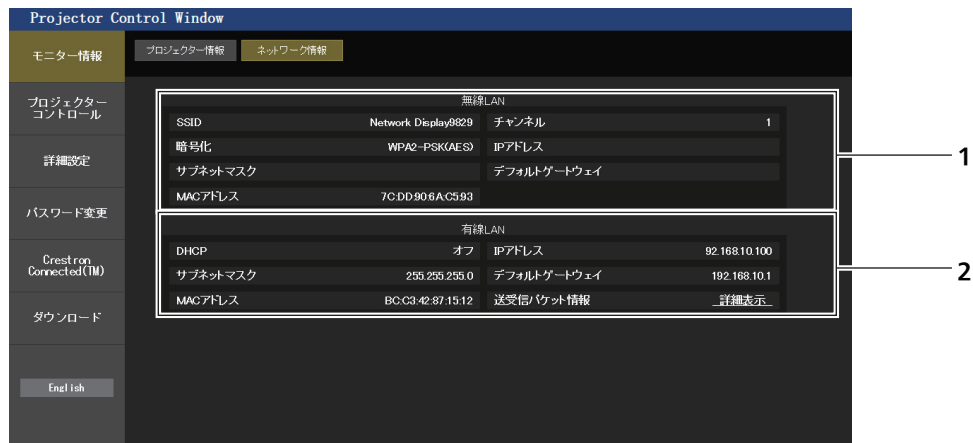 Projector Control Window
モニター情報
プロジェクター情報 ネットワーク情報
プロジェクター
コントロール
詳細設定
パスワード変更
Crestron
Connected(TM)
ダウンロード
English
無線LAN
SSID Network Display9829 チャンネル 1
暗号化 WPA2-PSK(AES) IPアドレス
サブネットマスク デフォルトゲートウェイ
MACアドレス 7C:DD:90:6A:C5:93
1
有線LAN
DHCP オフ IPアドレス 92.168.10.100
サブネットマスク 255.255.255.0 デフォルトゲートウェイ 192.168.10.1
MACアドレス BC:C3:42:87:15:12 送受信パケット情報 詳細表示
2